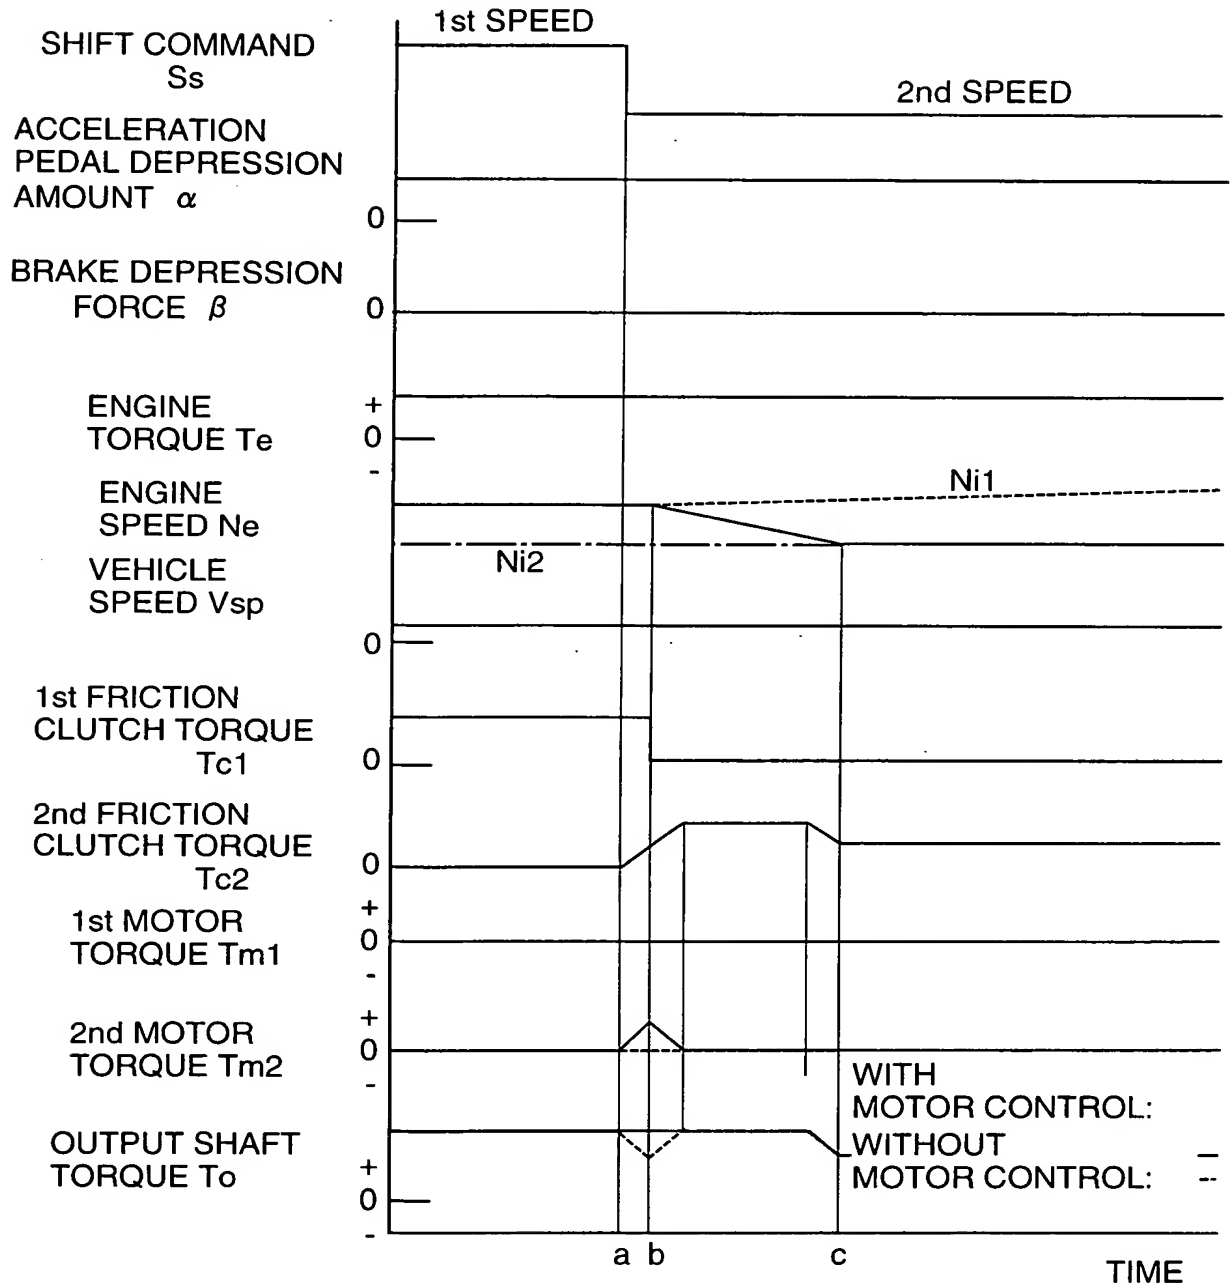 1st SPEED
SHIFT COMMAND
Ss
2nd SPEED
ACCELERATION
PEDAL DEPRESSION
AMOUNT α
0
BRAKE DEPRESSION
FORCE β
0
ENGINE
TORQUE Te
+
0
-
ENGINE
SPEED Ne
Ni1
Ni2
VEHICLE
SPEED Vsp
0
1st FRICTION
CLUTCH TORQUE
Tc1
0
2nd FRICTION
CLUTCH TORQUE
Tc2
0
1st MOTOR
TORQUE Tm1
+
0
-
2nd MOTOR
TORQUE Tm2
+
0
-
WITH
MOTOR CONTROL:
OUTPUT SHAFT
TORQUE To
+
0
-
WITHOUT
MOTOR CONTROL:
a b c
TIME